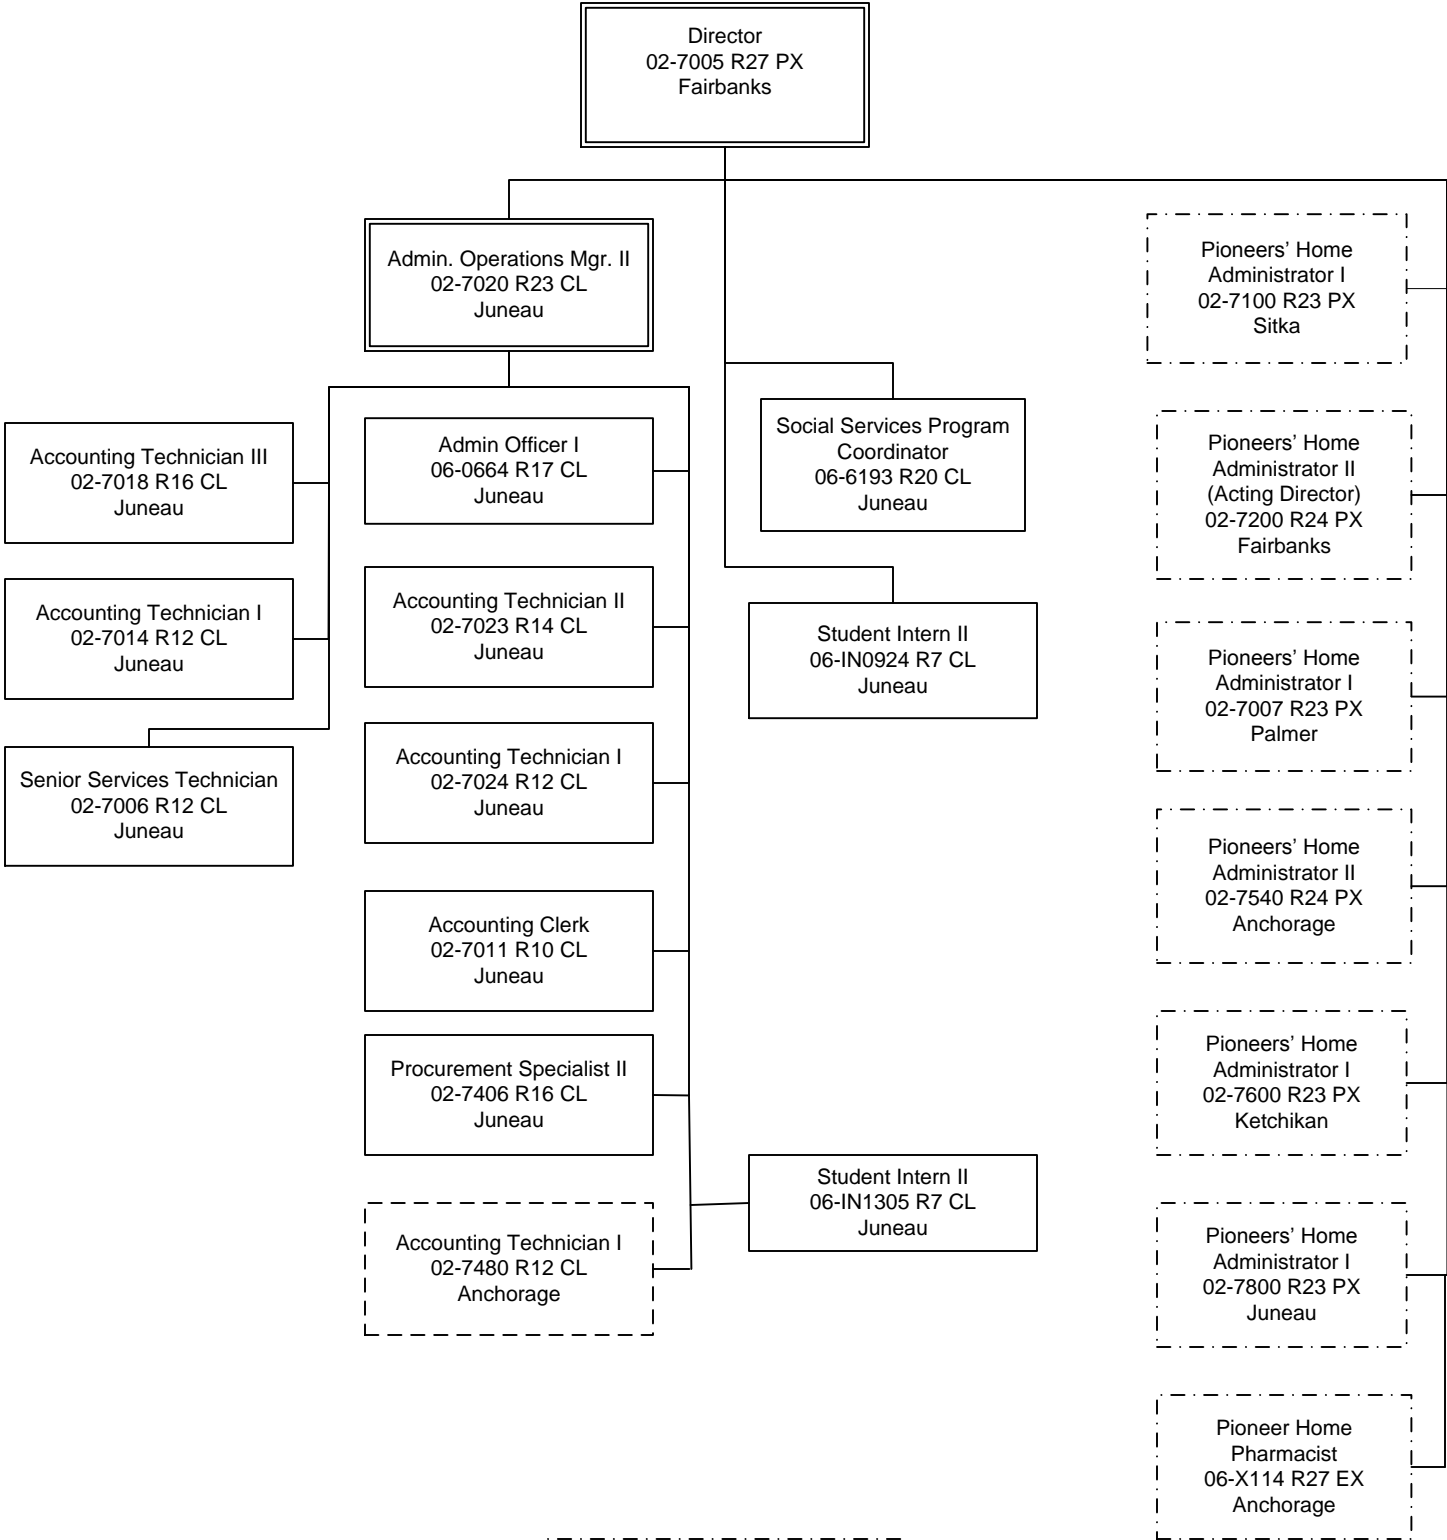 Director
02-7005 R27 PX
Fairbanks
Admin. Operations Mgr. II
02-7020 R23 CL
Juneau
Accounting Technician III
02-7018 R16 CL
Juneau
Accounting Technician I
02-7014 R12 CL
Juneau
Senior Services Technician
02-7006 R12 CL
Juneau
Admin Officer I
06-0664 R17 CL
Juneau
Accounting Technician II
02-7023 R14 CL
Juneau
Accounting Technician I
02-7024 R12 CL
Juneau
Accounting Clerk
02-7011 R10 CL
Juneau
Procurement Specialist II
02-7406 R16 CL
Juneau
Accounting Technician I
02-7480 R12 CL
Anchorage
Student Intern II
06-IN1305 R7 CL
Juneau
Social Services Program
Coordinator
06-6193 R20 CL
Juneau
Student Intern II
06-IN0924 R7 CL
Juneau
Pioneers’ Home
Administrator I
02-7100 R23 PX
Sitka
Pioneers’ Home
Administrator II
(Acting Director)
02-7200 R24 PX
Fairbanks
Pioneers’ Home
Administrator I
02-7007 R23 PX
Palmer
Pioneers’ Home
Administrator II
02-7540 R24 PX
Anchorage
Pioneers’ Home
Administrator I
02-7600 R23 PX
Ketchikan
Pioneers’ Home
Administrator I
02-7800 R23 PX
Juneau
Pioneer Home
Pharmacist
06-X114 R27 EX
Anchorage